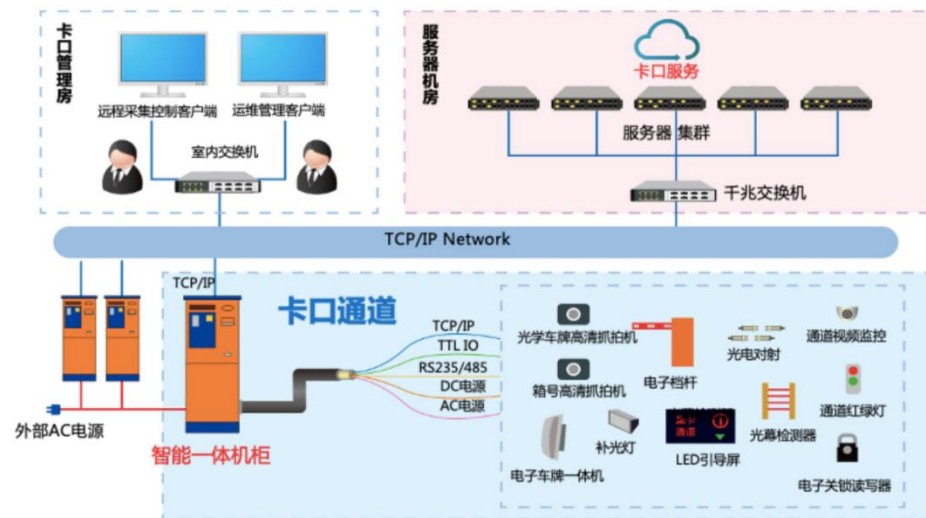 卡口管理房
远程采集控制客户端
运维管理客户端
室内交换机
服务器机房
卡口服务
服务器 集群
千兆交换机
TCP/IP Network
TCP/IP
卡口通道
TCP/IP
TTL IO
RS235/485
DC电源
AC电源
外部AC电源
智能一体机柜
光学车牌高清抓拍机
箱号高清抓拍机
电子车牌一体机
补光灯
电子档杆
LED引导屏
通道
光电对射
光幕检测器
通道视频监控
通道红绿灯
电子关锁读写器